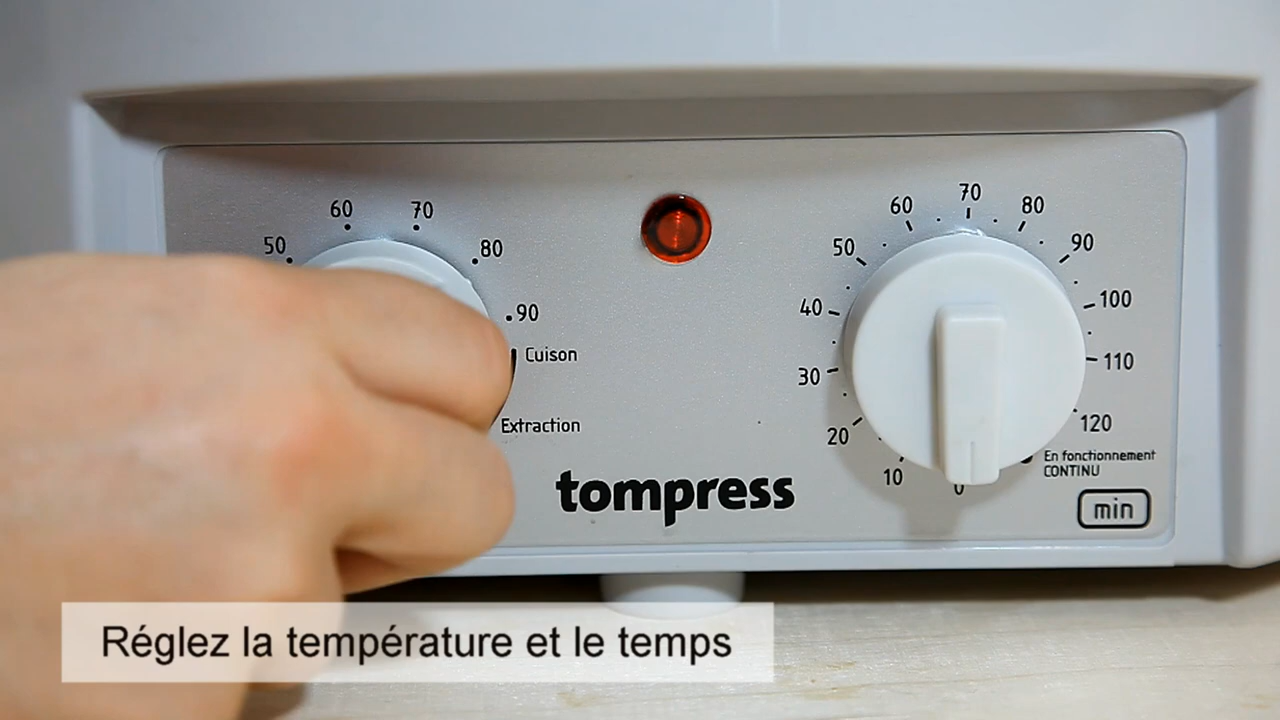 60
70
50
80
.90
Cuison
Extraction
70
60
80
50
90
40
100
30
110
20
120
10
0
En fonctionnement
CONTINU
min
tompress
Réglez la température et le temps